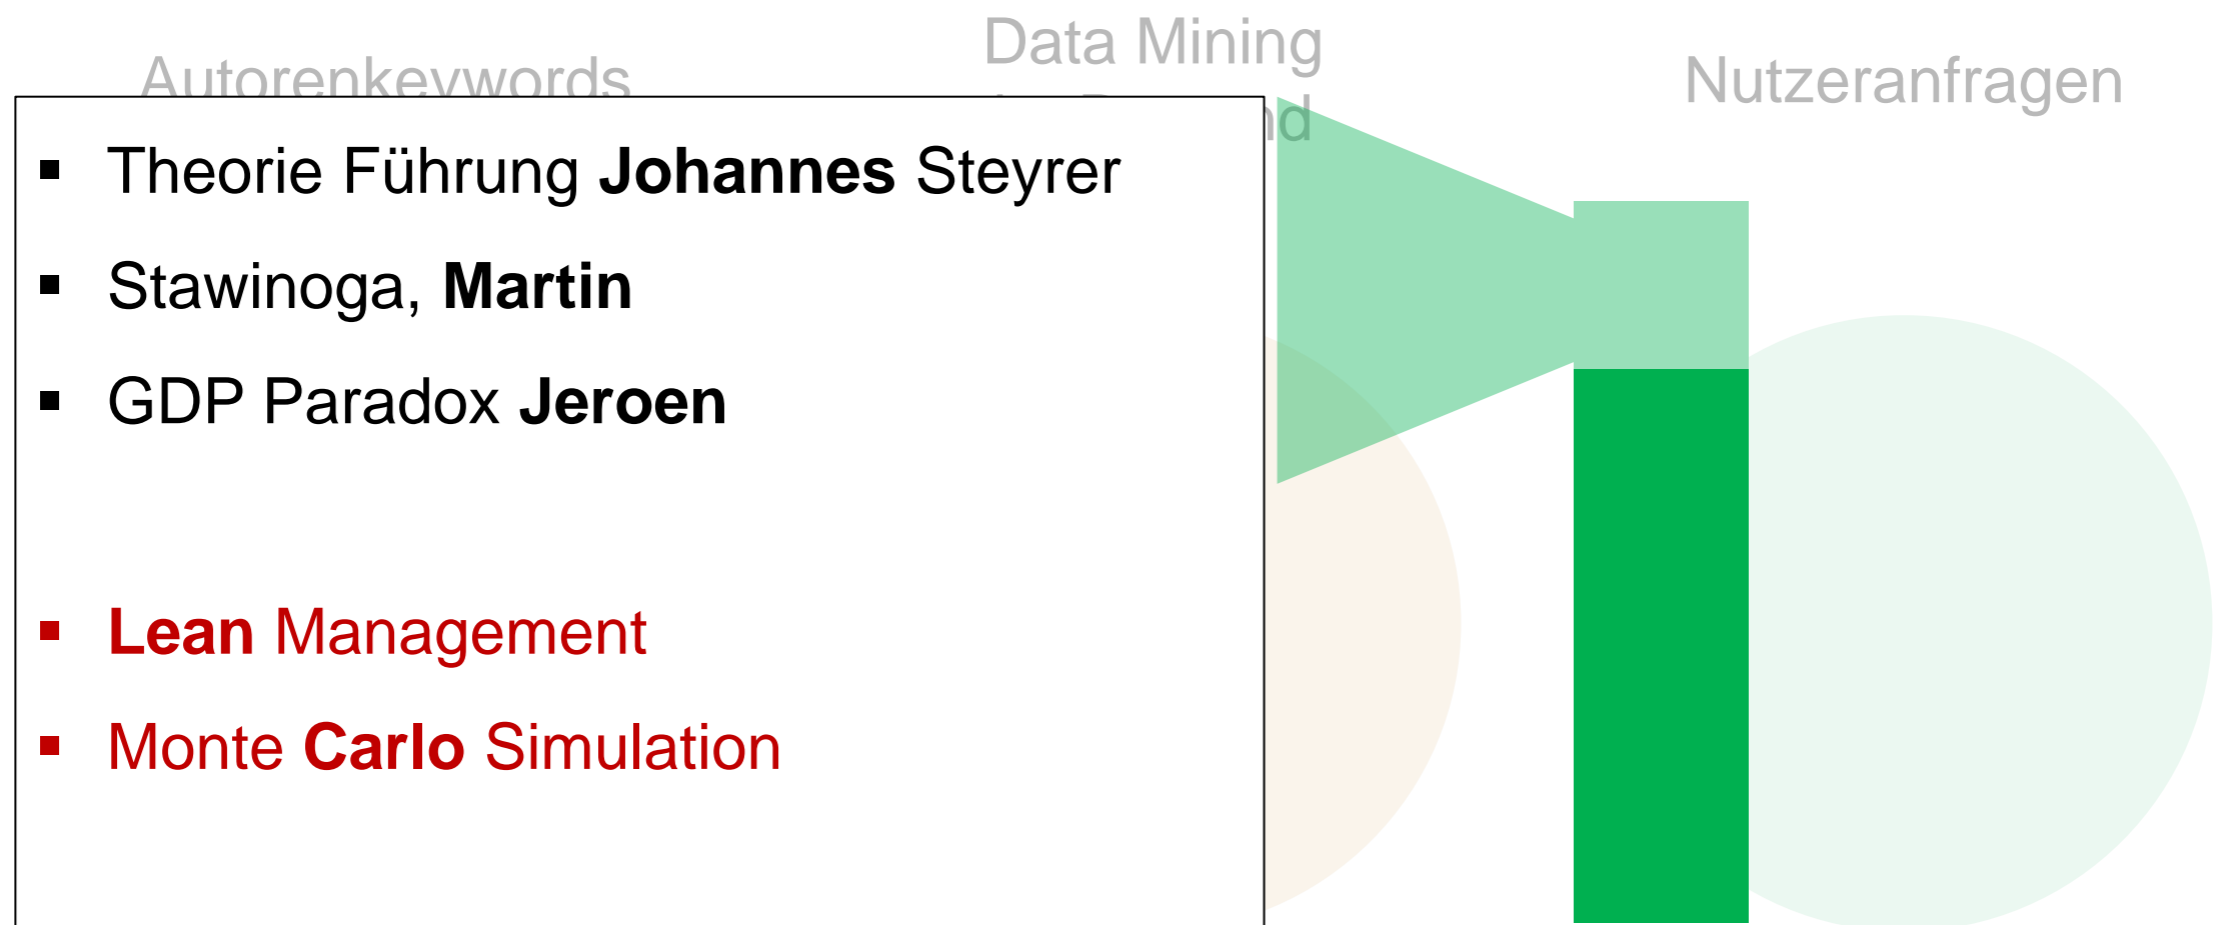 Data Mining
Autorenkeywords
Nutzeranfragen
Theorie Führung Johannes Steyrer
Stawinoga, Martin
GDP Paradox Jeroen
Lean Management
Monte Carlo Simulation